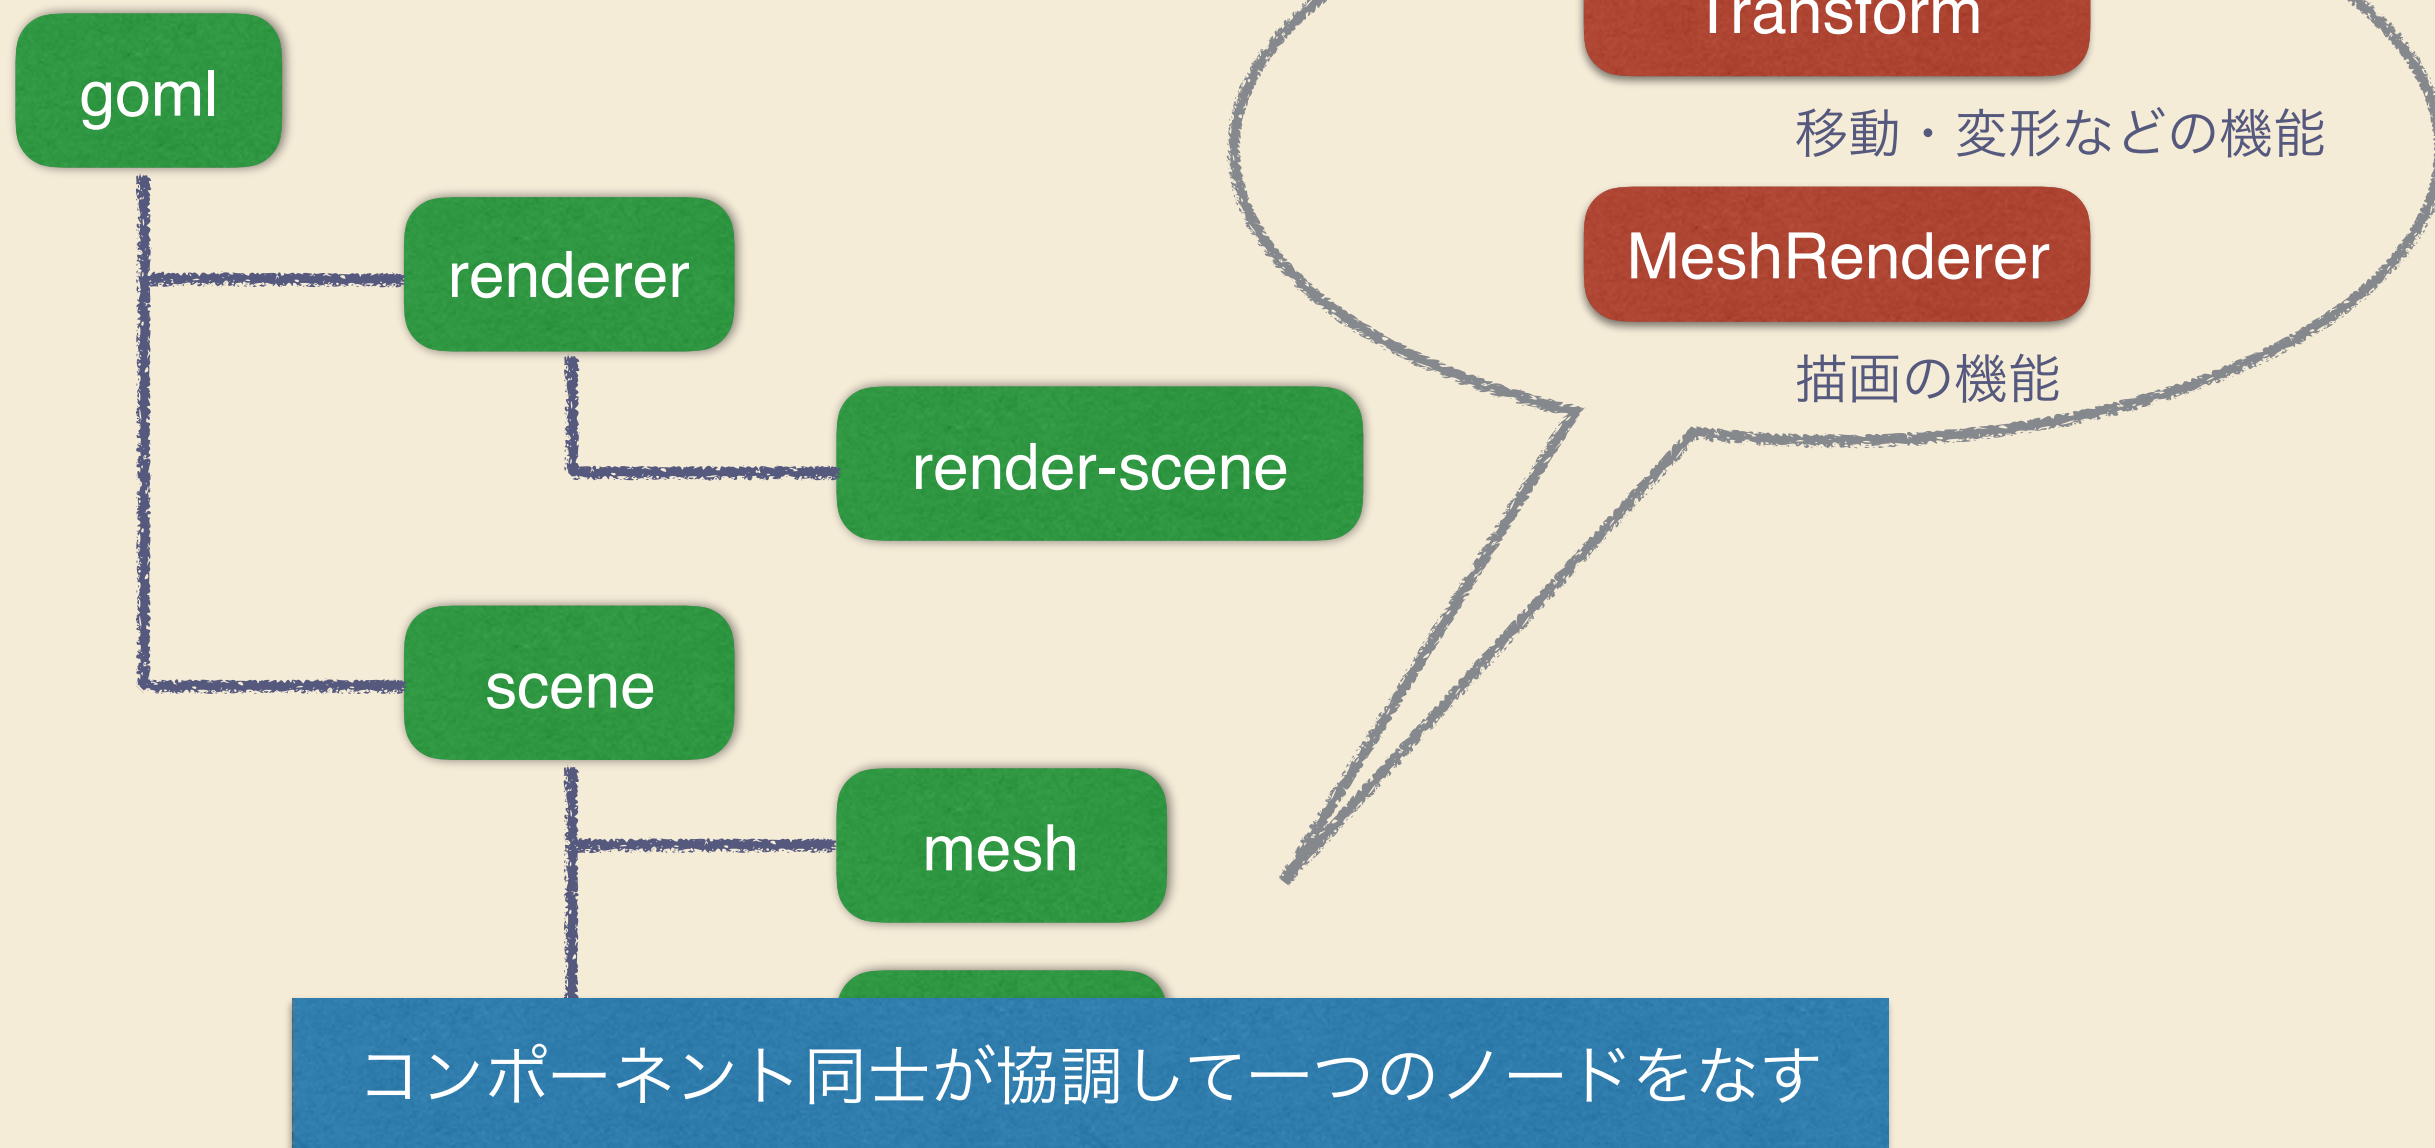 goml
Transform
移動・変形などの機能
renderer
MeshRenderer
描画の機能
render-scene
scene
mesh
コンポーネント同士が協調して一つのノードをなす